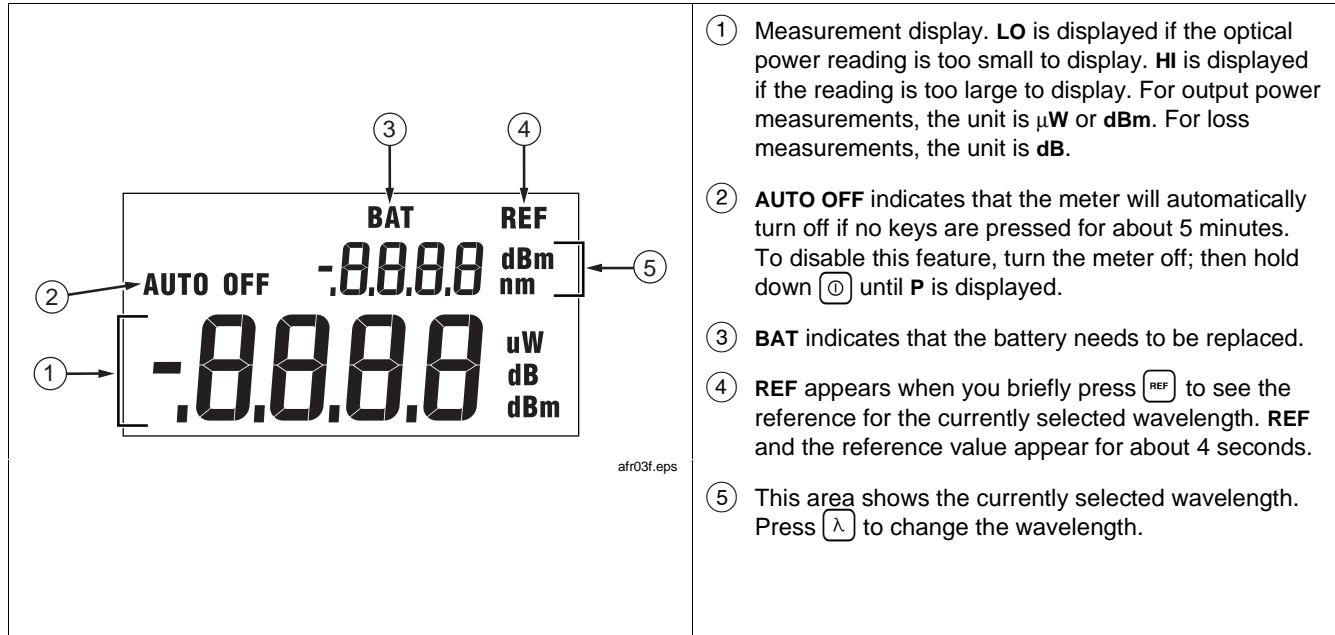 3
4
BAT REF
-.8.8.8.8 dBm
nm
5
AUTO OFF
2
1
-.8.8.8.8 uW
dB
dBm
afr03f.eps
1 Measurement display. LO is displayed if the optical
power reading is too small to display. HI is displayed
if the reading is too large to display. For output power
measurements, the unit is μW or dBm. For loss
measurements, the unit is dB.
2 AUTO OFF indicates that the meter will automatically
turn off if no keys are pressed for about 5 minutes.
To disable this feature, turn the meter off; then hold
down until P is displayed.
3 BAT indicates that the battery needs to be replaced.
4 REF appears when you briefly press REF to see the
reference for the currently selected wavelength. REF
and the reference value appear for about 4 seconds.
5 This area shows the currently selected wavelength.
Press λ to change the wavelength.